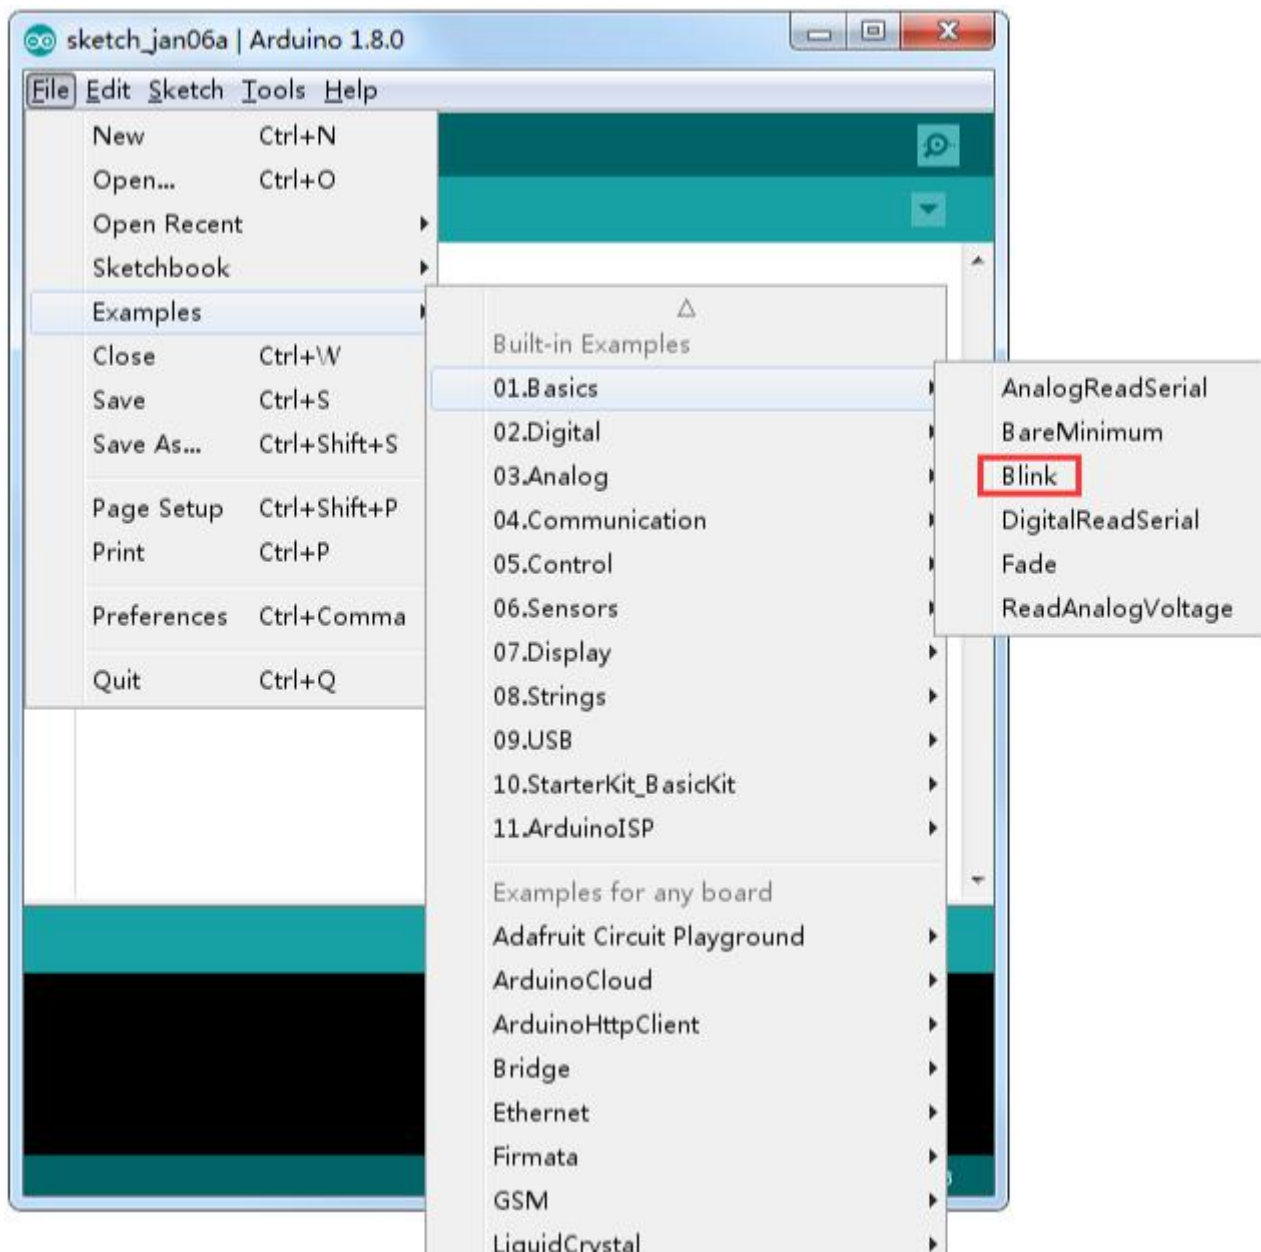 sketch_jan06a | Arduino 1.8.0
File Edit Sketch Tools Help
New Ctrl+N
Open... Ctrl+O
Open Recent
Sketchbook
Examples
Close Ctrl+W
Save Ctrl+S
Save As... Ctrl+Shift+S
Page Setup Ctrl+Shift+P
Print Ctrl+P
Preferences Ctrl+Comma
Quit Ctrl+Q
Built-in Examples
01.Basics
02.Digital
03.Analog
04.Communication
05.Control
06.Sensors
07.Display
08.Strings
09.USB
10.StarterKit_BasicKit
11.ArduinoISP
Examples for any board
Adafruit Circuit Playground
ArduinoCloud
ArduinoHttpClient
Bridge
Ethernet
Firmata
GSM
LiquidCrystal
AnalogReadSerial
BareMinimum
Blink
DigitalReadSerial
Fade
ReadAnalogVoltage